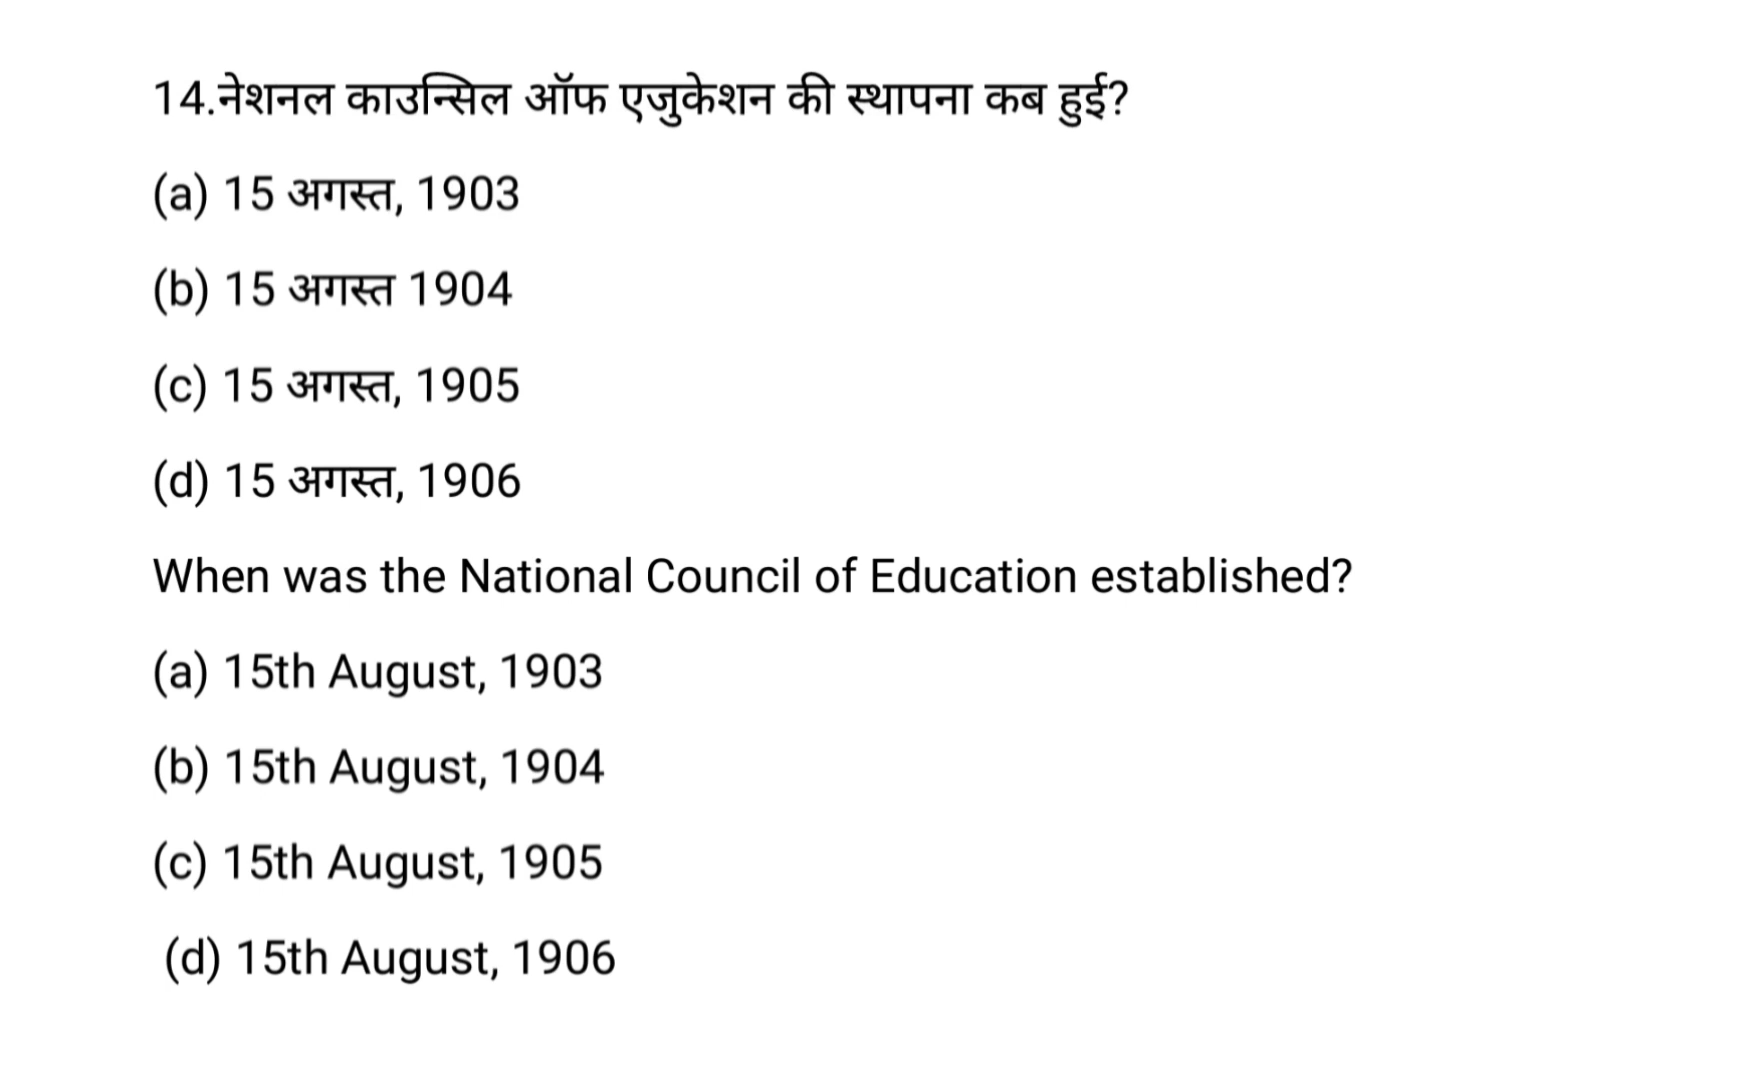 14.नेशनल काउन्सिल ऑफ एजुकेशन की स्थापना कब हुई?
(a) 15 अगस्त, 1903
(b) 15 अगस्त 1904
(c) 15 अगस्त, 1905
(d) 15 अगस्त, 1906
When was the National Council of Education established?
(a) 15th August, 1903
(b) 15th August, 1904
(c) 15th August, 1905
(d) 15th August, 1906